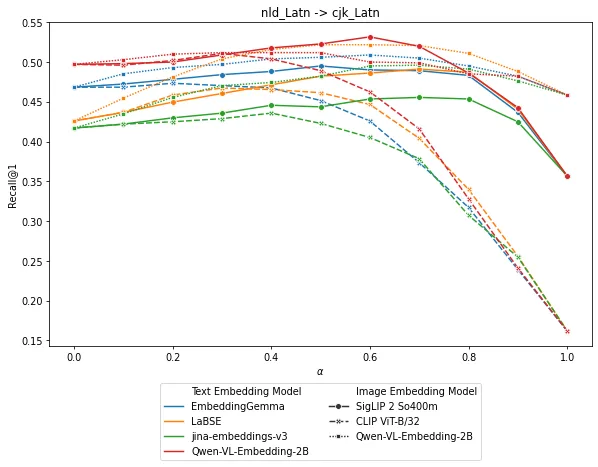 nld_Latn -> cjk_Latn
0.55
0.50
0.45
0.40
0.35
0.30
0.25
0.20
0.15
Recall@1
0.0 0.2 0.4 0.6 0.8 1.0
α
Text Embedding Model Image Embedding Model
EmbeddingGemma SigLIP 2 So400m
LaBSE CLIP ViT-B/32
jina-embeddings-v3 Qwen-VL-Embedding-2B
Qwen-VL-Embedding-2B